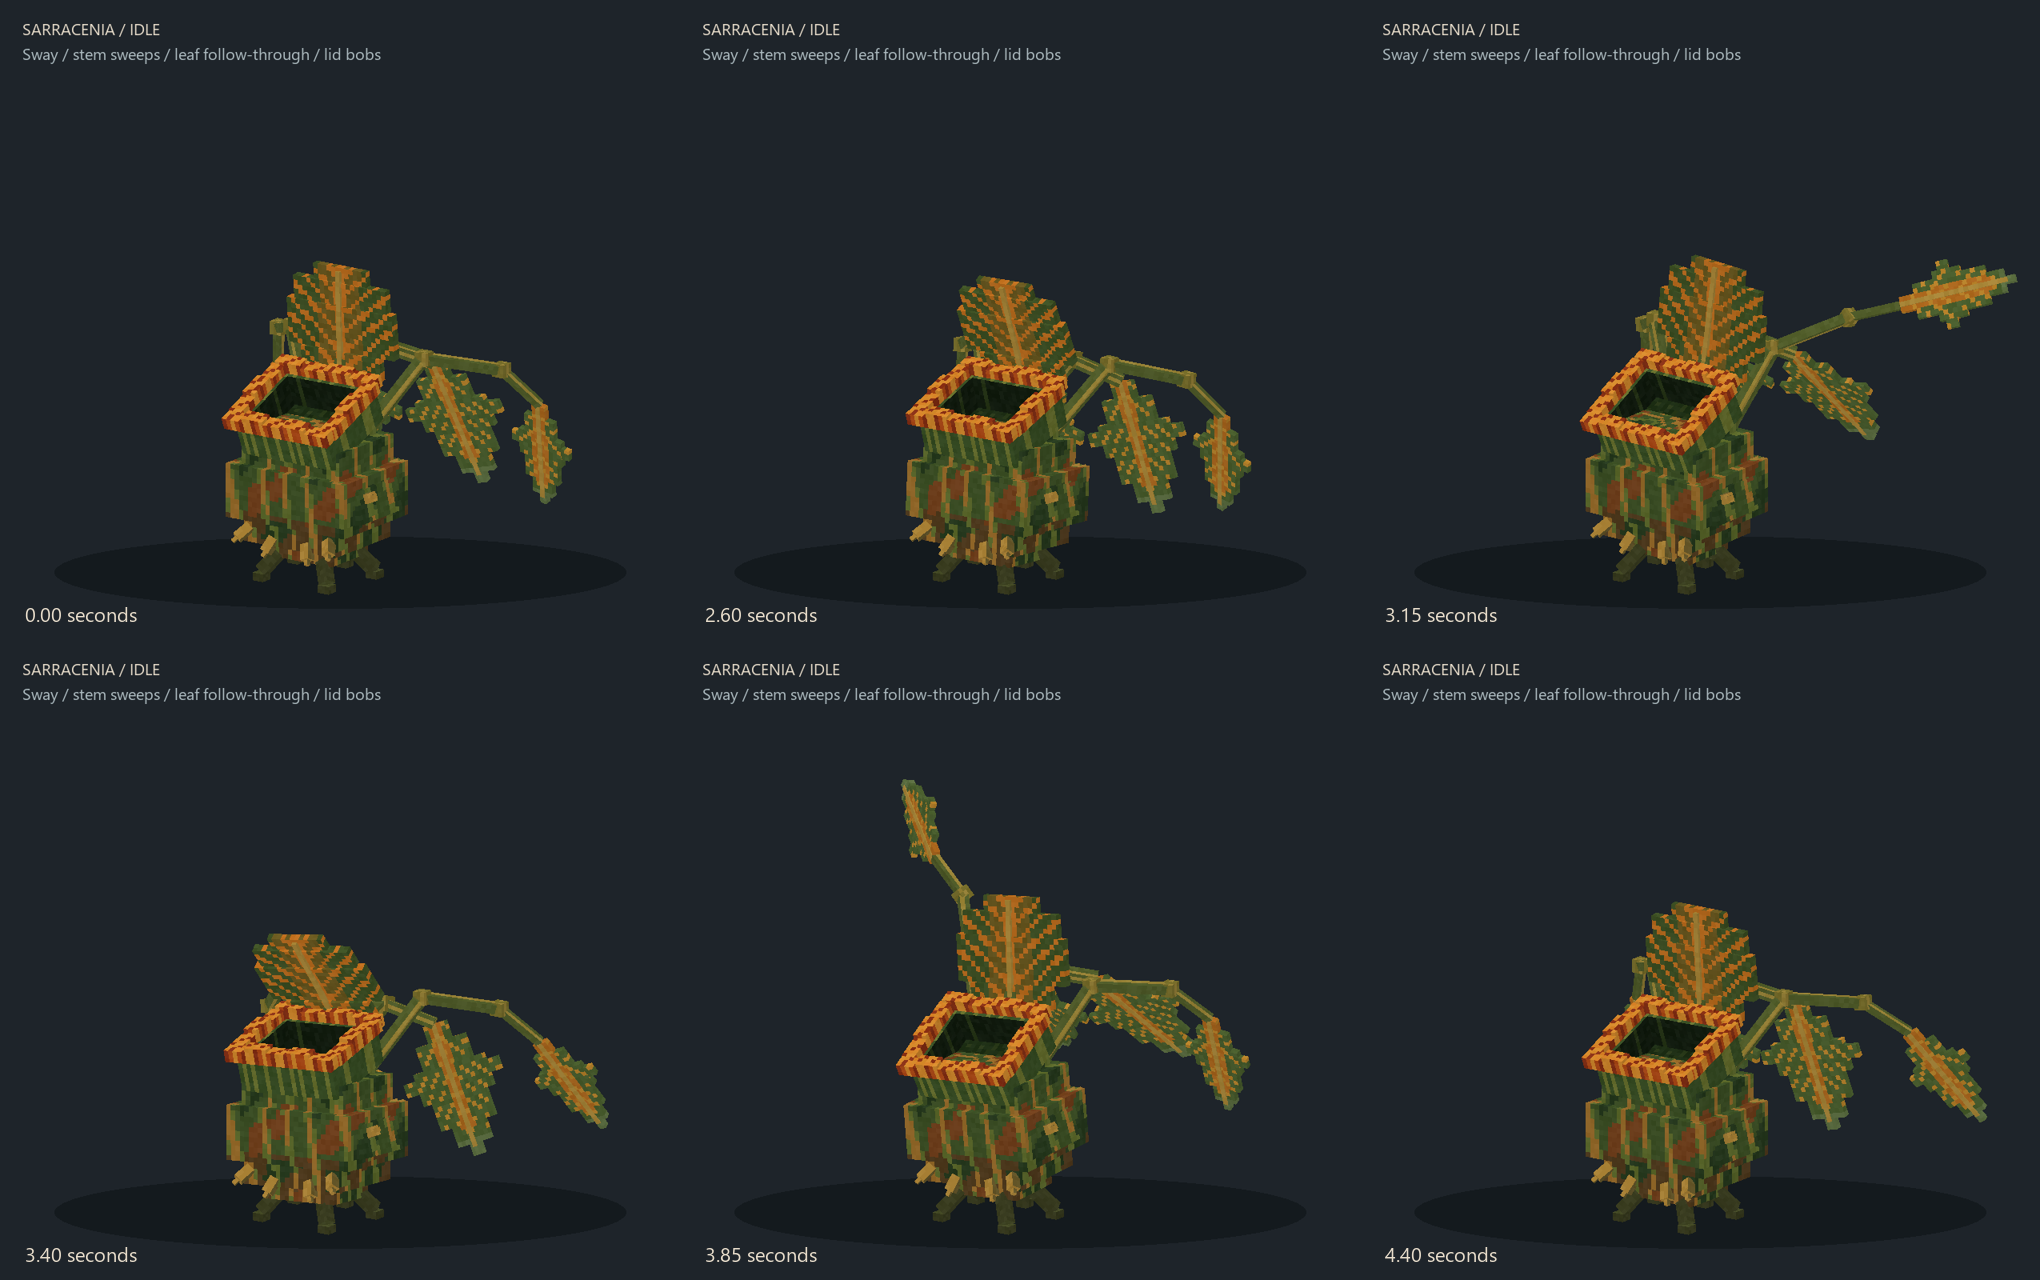 SARRACENIA / IDLE
Sway / stem sweeps / leaf follow-through / lid bobs
0.00 seconds
SARRACENIA / IDLE
Sway / stem sweeps / leaf follow-through / lid bobs
2.60 seconds
SARRACENIA / IDLE
Sway / stem sweeps / leaf follow-through / lid bobs
3.15 seconds
SARRACENIA / IDLE
Sway / stem sweeps / leaf follow-through / lid bobs
3.40 seconds
SARRACENIA / IDLE
Sway / stem sweeps / leaf follow-through / lid bobs
3.85 seconds
SARRACENIA / IDLE
Sway / stem sweeps / leaf follow-through / lid bobs
4.40 seconds